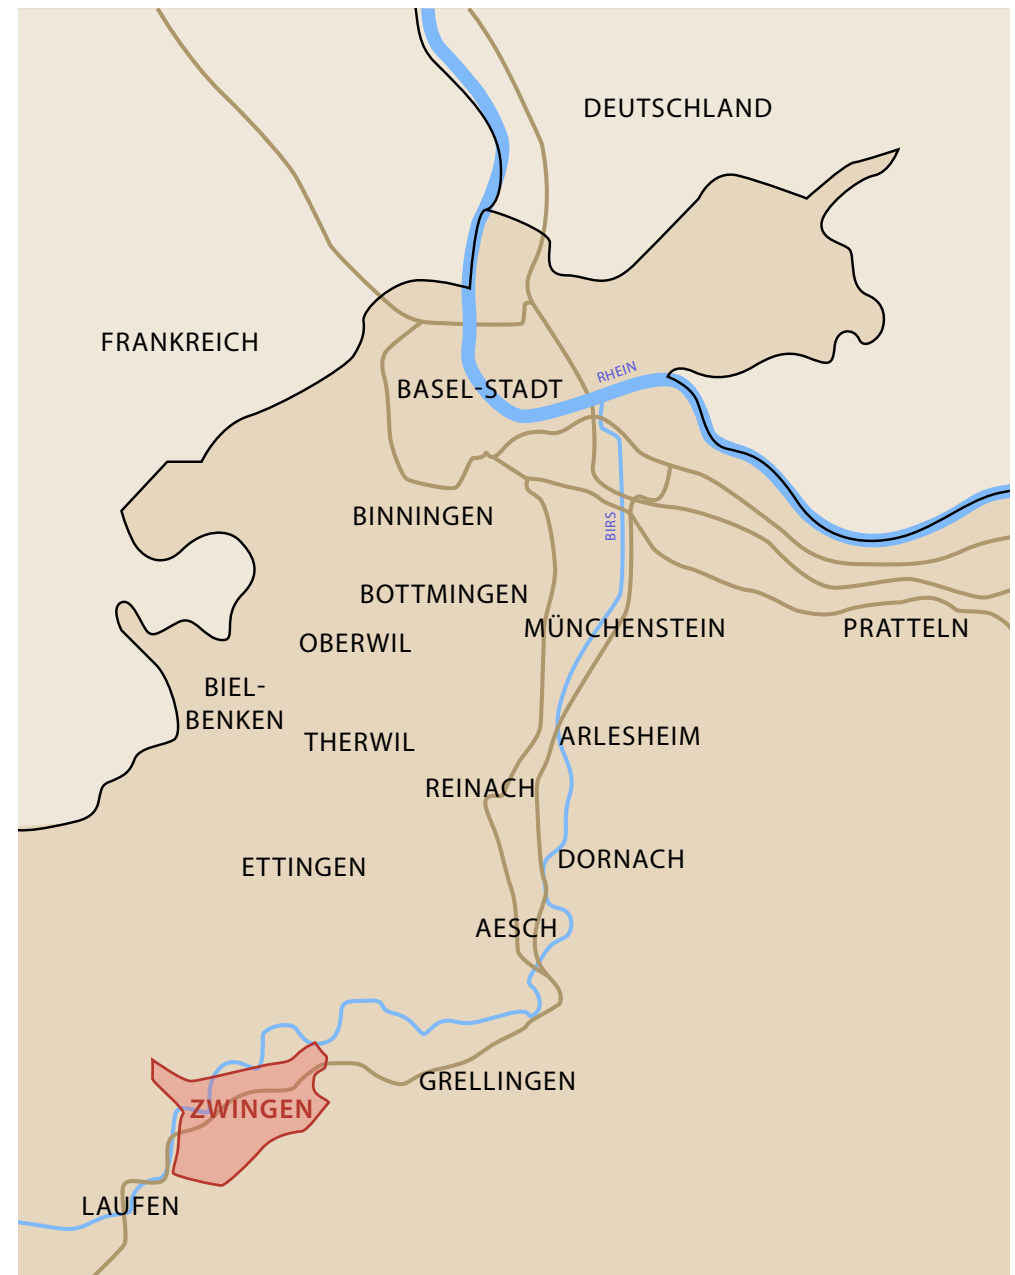 DEUTSCHLAND
FRANKREICH
RHEIN
BASEL-STADT
BINNINGEN
BIRS
BOTTMINGEN
MÜNCHENSTEIN
PRATTELN
OBERWIL
BIEL-
BENKEN
THERWIL
ARLESHEIM
REINACH
ETTINGEN
DORNACH
AESCH
GRELLINGEN
ZWINGEN
LAUFEN